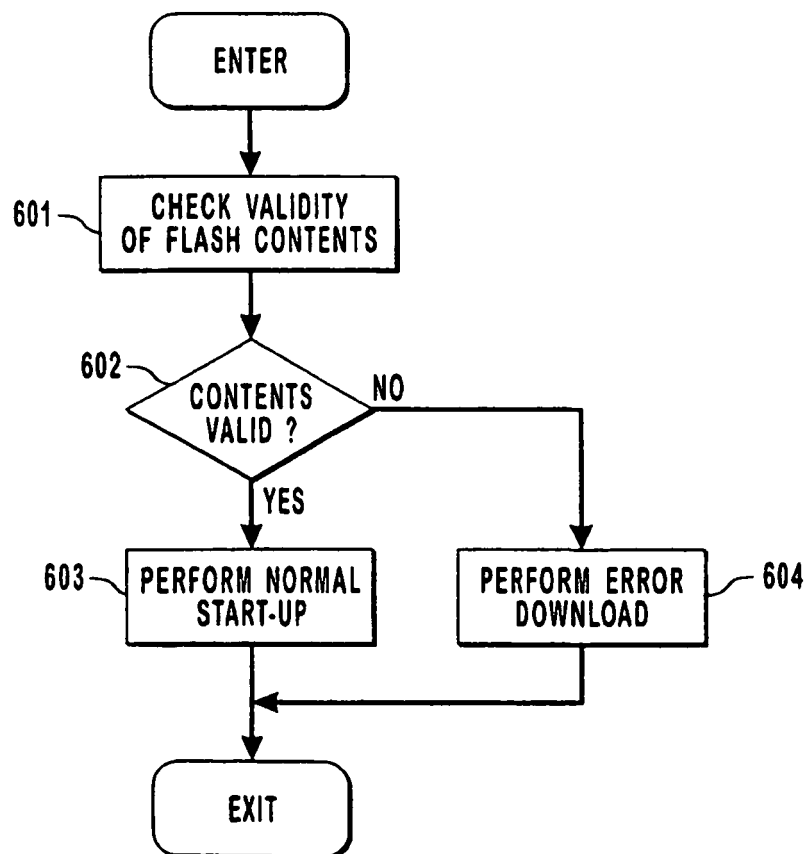 ENTER
601
CHECK VALIDITY
OF FLASH CONTENTS
602
CONTENTS
VALID ?
NO
YES
603
PERFORM NORMAL
START-UP
PERFORM ERROR
DOWNLOAD
604
EXIT